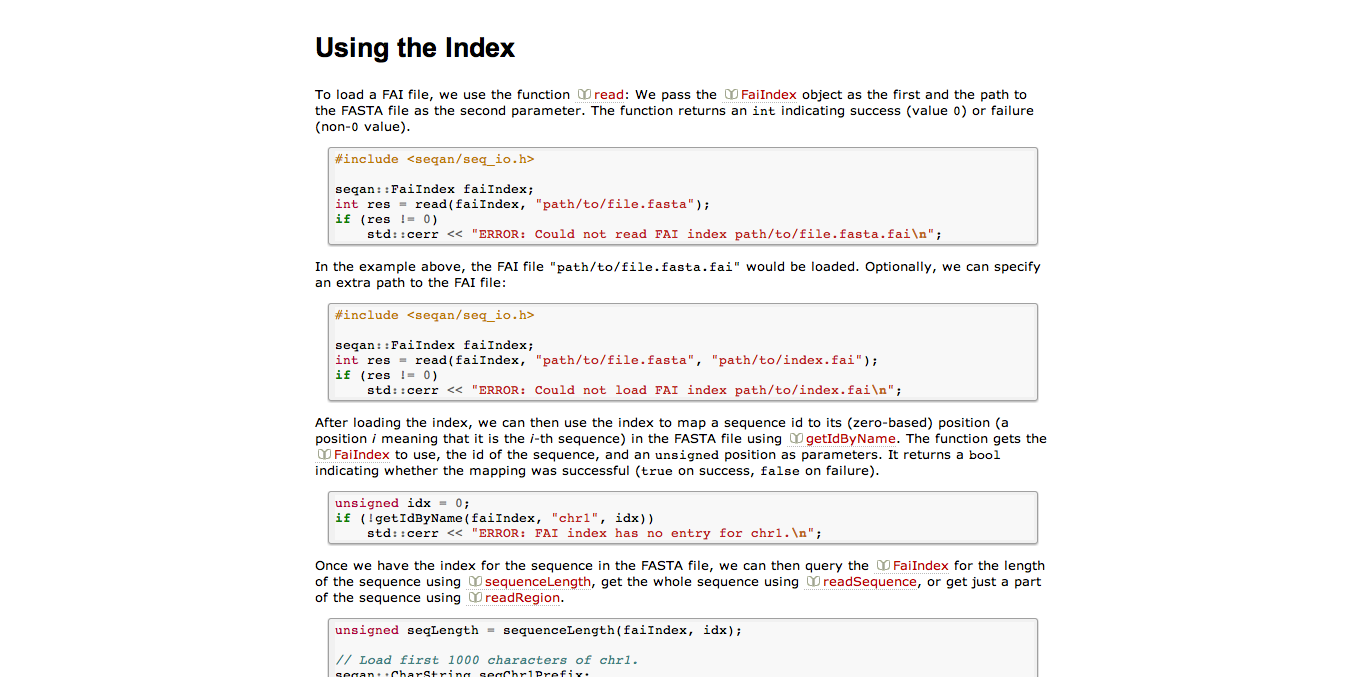 Using the Index
To load a FAI file, we use the function read: We pass the FaiIndex object as the first and the path to
the FASTA file as the second parameter. The function returns an int indicating success (value 0) or failure
(non-0 value).
#include <seqan/seq_io.h>
seqan::FaiIndex faiIndex;
int res = read(faiIndex, "path/to/file.fasta");
if (res != 0)
    std::cerr << "ERROR: Could not read FAI index path/to/file.fasta.fai\n";
In the example above, the FAI file "path/to/file.fasta.fai" would be loaded. Optionally, we can specify
an extra path to the FAI file:
#include <seqan/seq_io.h>
seqan::FaiIndex faiIndex;
int res = read(faiIndex, "path/to/file.fasta", "path/to/index.fai");
if (res != 0)
    std::cerr << "ERROR: Could not load FAI index path/to/index.fai\n";
After loading the index, we can then use the index to map a sequence id to its (zero-based) position (a
position i meaning that it is the i-th sequence) in the FASTA file using getIdByName. The function gets the
FaiIndex to use, the id of the sequence, and an unsigned position as parameters. It returns a bool
indicating whether the mapping was successful (true on success, false on failure).
unsigned idx = 0;
if (!getIdByName(faiIndex, "chr1", idx))
    std::cerr << "ERROR: FAI index has no entry for chr1.\n";
Once we have the index for the sequence in the FASTA file, we can then query the FaiIndex for the length
of the sequence using sequenceLength, get the whole sequence using readSequence, or get just a part
of the sequence using readRegion.
unsigned seqLength = sequenceLength(faiIndex, idx);
// Load first 1000 characters of chr1.
seqan::CharString seqChr1Prefix;